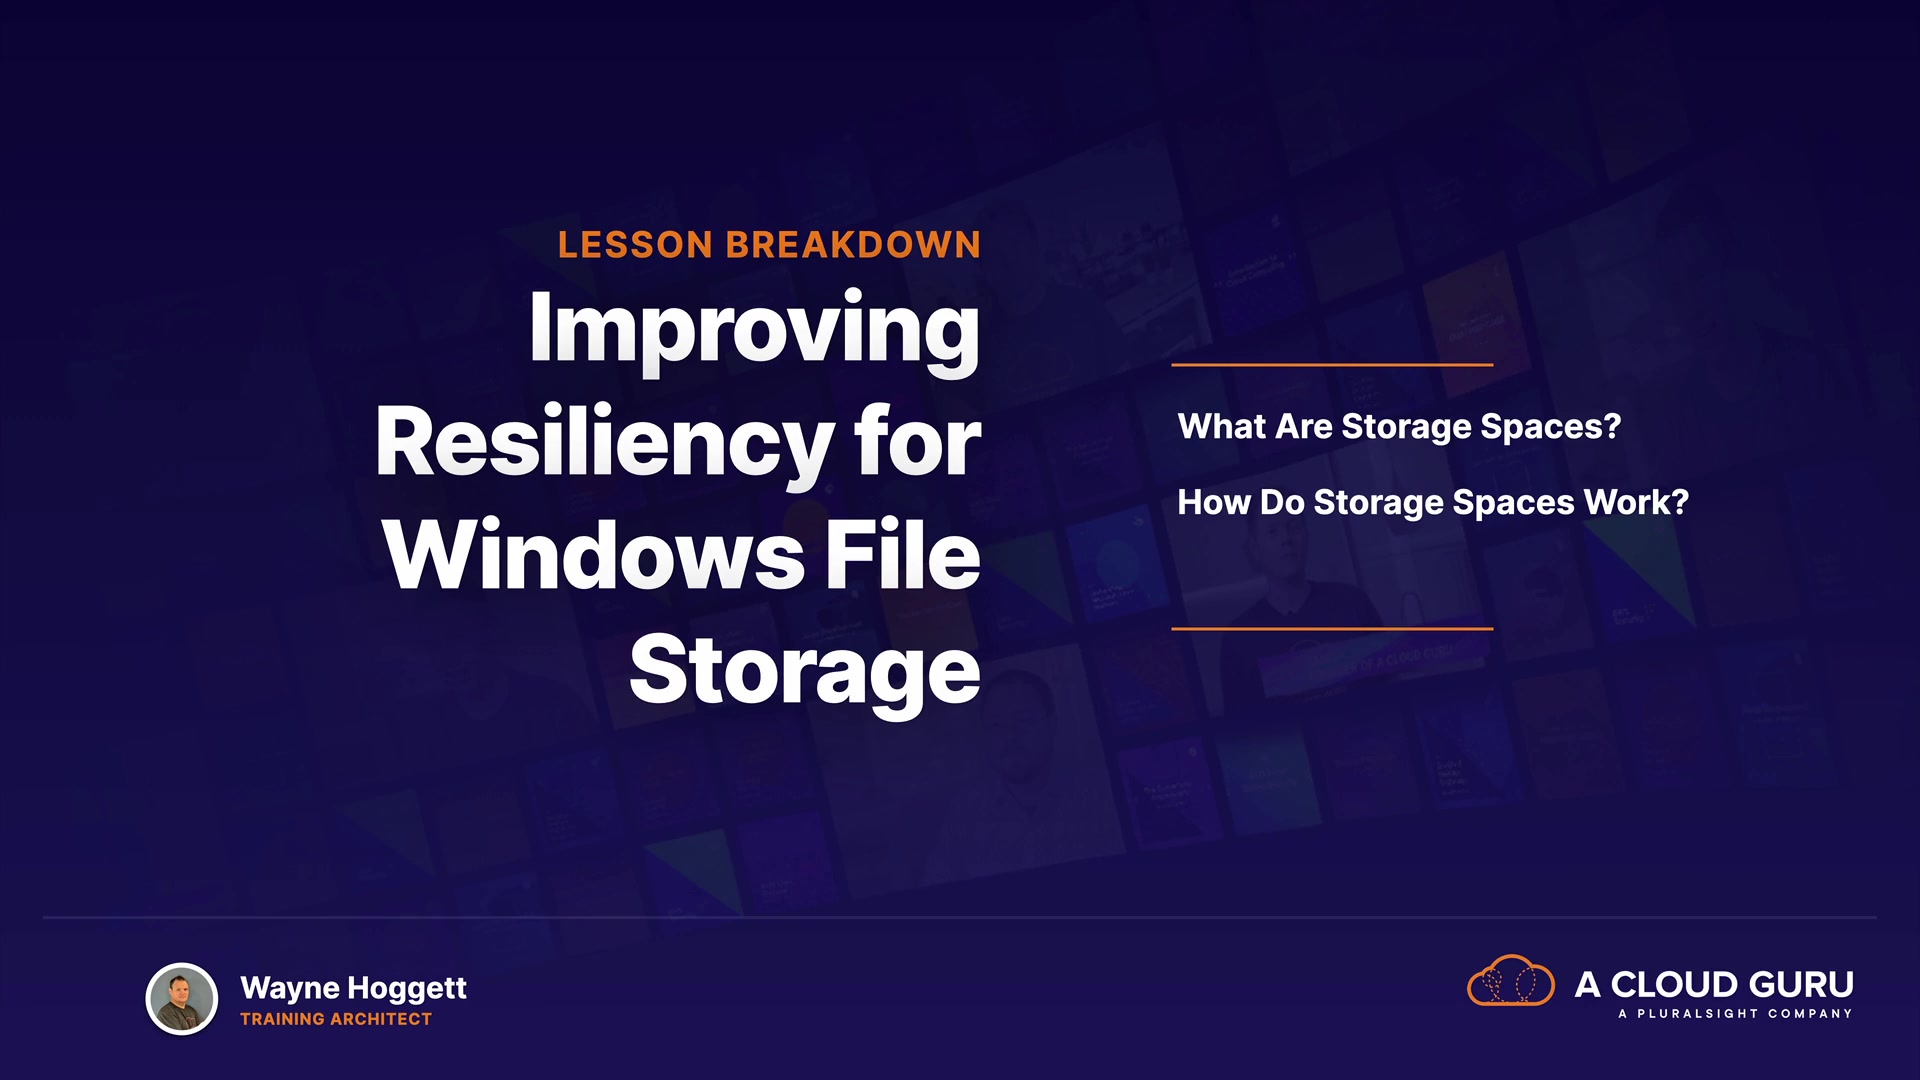 LESSON BREAKDOWN
Improving
Resiliency for
Windows File
Storage
What Are Storage Spaces?
How Do Storage Spaces Work?
Wayne Hoggett
TRAINING ARCHITECT
A CLOUD GURU
A PLURALSIGHT COMPANY